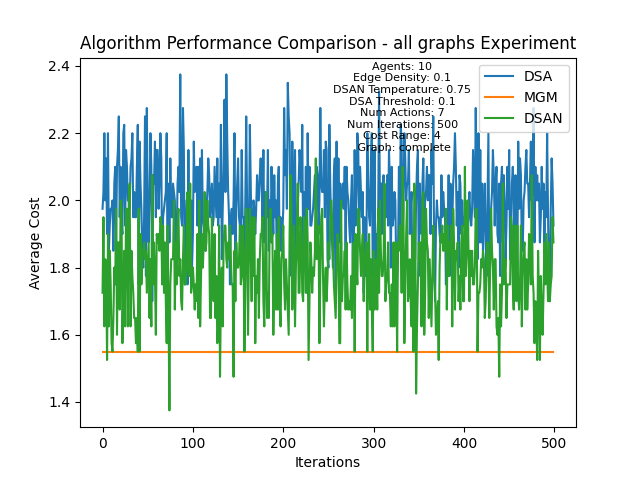 Algorithm Performance Comparison - all graphs Experiment
Agents: 10
Edge Density: 0.1
DSAN Temperature: 0.75
DSA Threshold: 0.1
Num Actions: 7
Num Iterations: 500
Cost Range: 4
Graph: complete
DSA
MGM
DSAN
2.4
2.2
2.0
1.8
1.6
1.4
Average Cost
0
100
200
300
400
500
Iterations